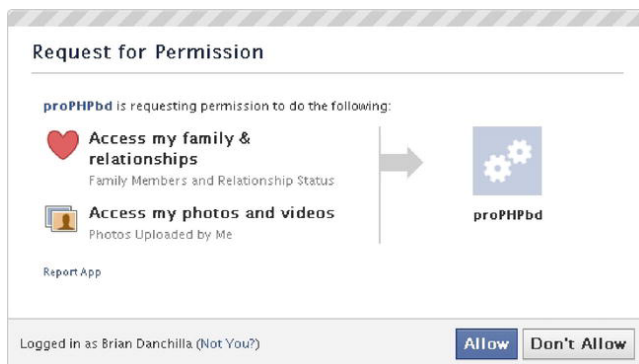 Request for Permission
proPHPbd is requesting permission to do the following:
Access my family &
relationships
Family Members and Relationship Status
Access my photos and videos
Photos Uploaded by Me
proPHPbd
Report App
Logged in as Brian Danchilla (Not You?)
Allow
Don't Allow